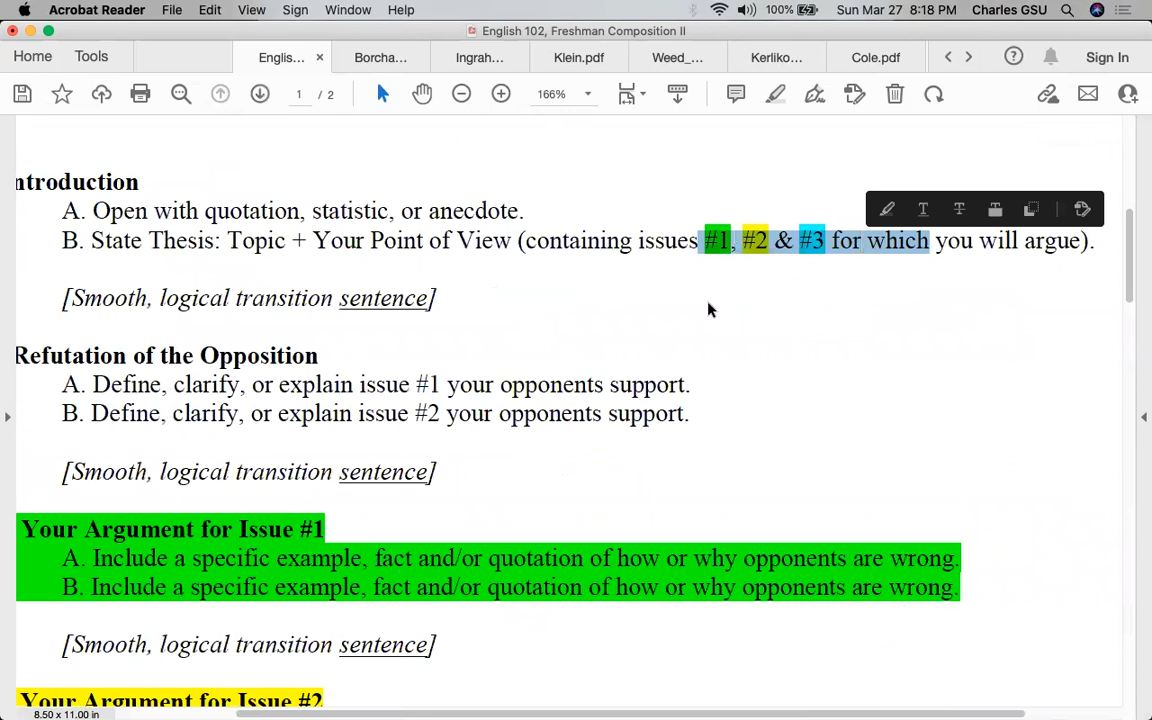 Acrobat Reader File Edit View Sign Window Help 100% Sun Mar 27 8:18 PM Charles GSU
English 102, Freshman Composition II
Home Tools Englis... × Borcha... Ingrah... Klein.pdf Weed_... Kerliko... Cole.pdf Sign In
1 / 2 166%
ntroduction
A. Open with quotation, statistic, or anecdote.
B. State Thesis: Topic + Your Point of View (containing issues #1, #2 & #3 for which you will argue).
[Smooth, logical transition sentence]
Refutation of the Opposition
A. Define, clarify, or explain issue #1 your opponents support.
B. Define, clarify, or explain issue #2 your opponents support.
[Smooth, logical transition sentence]
Your Argument for Issue #1
A. Include a specific example, fact and/or quotation of how or why opponents are wrong.
B. Include a specific example, fact and/or quotation of how or why opponents are wrong.
[Smooth, logical transition sentence]
Your Argument for Issue #2
8.50 x 11.00 in